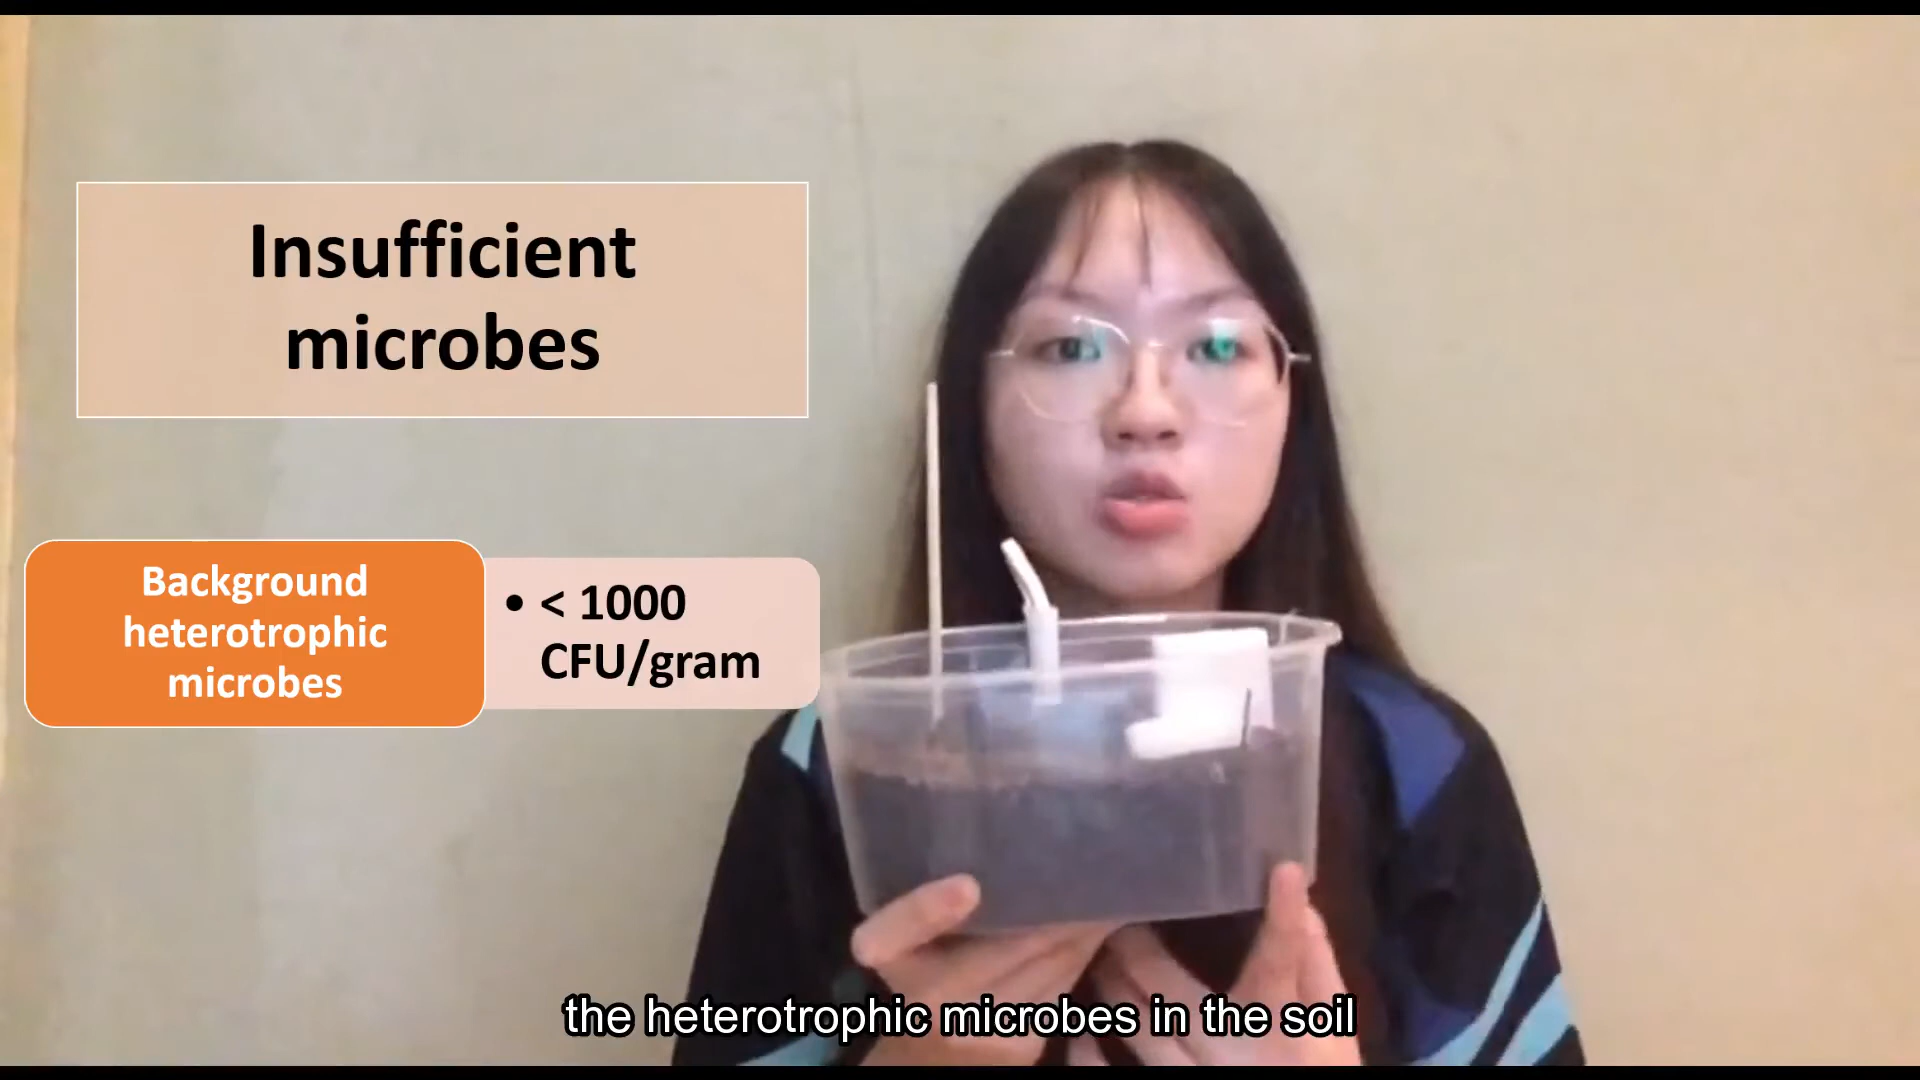 Insufficient
microbes
Background
heterotrophic
microbes
• < 1000
CFU/gram
the heterotrophic microbes in the soil